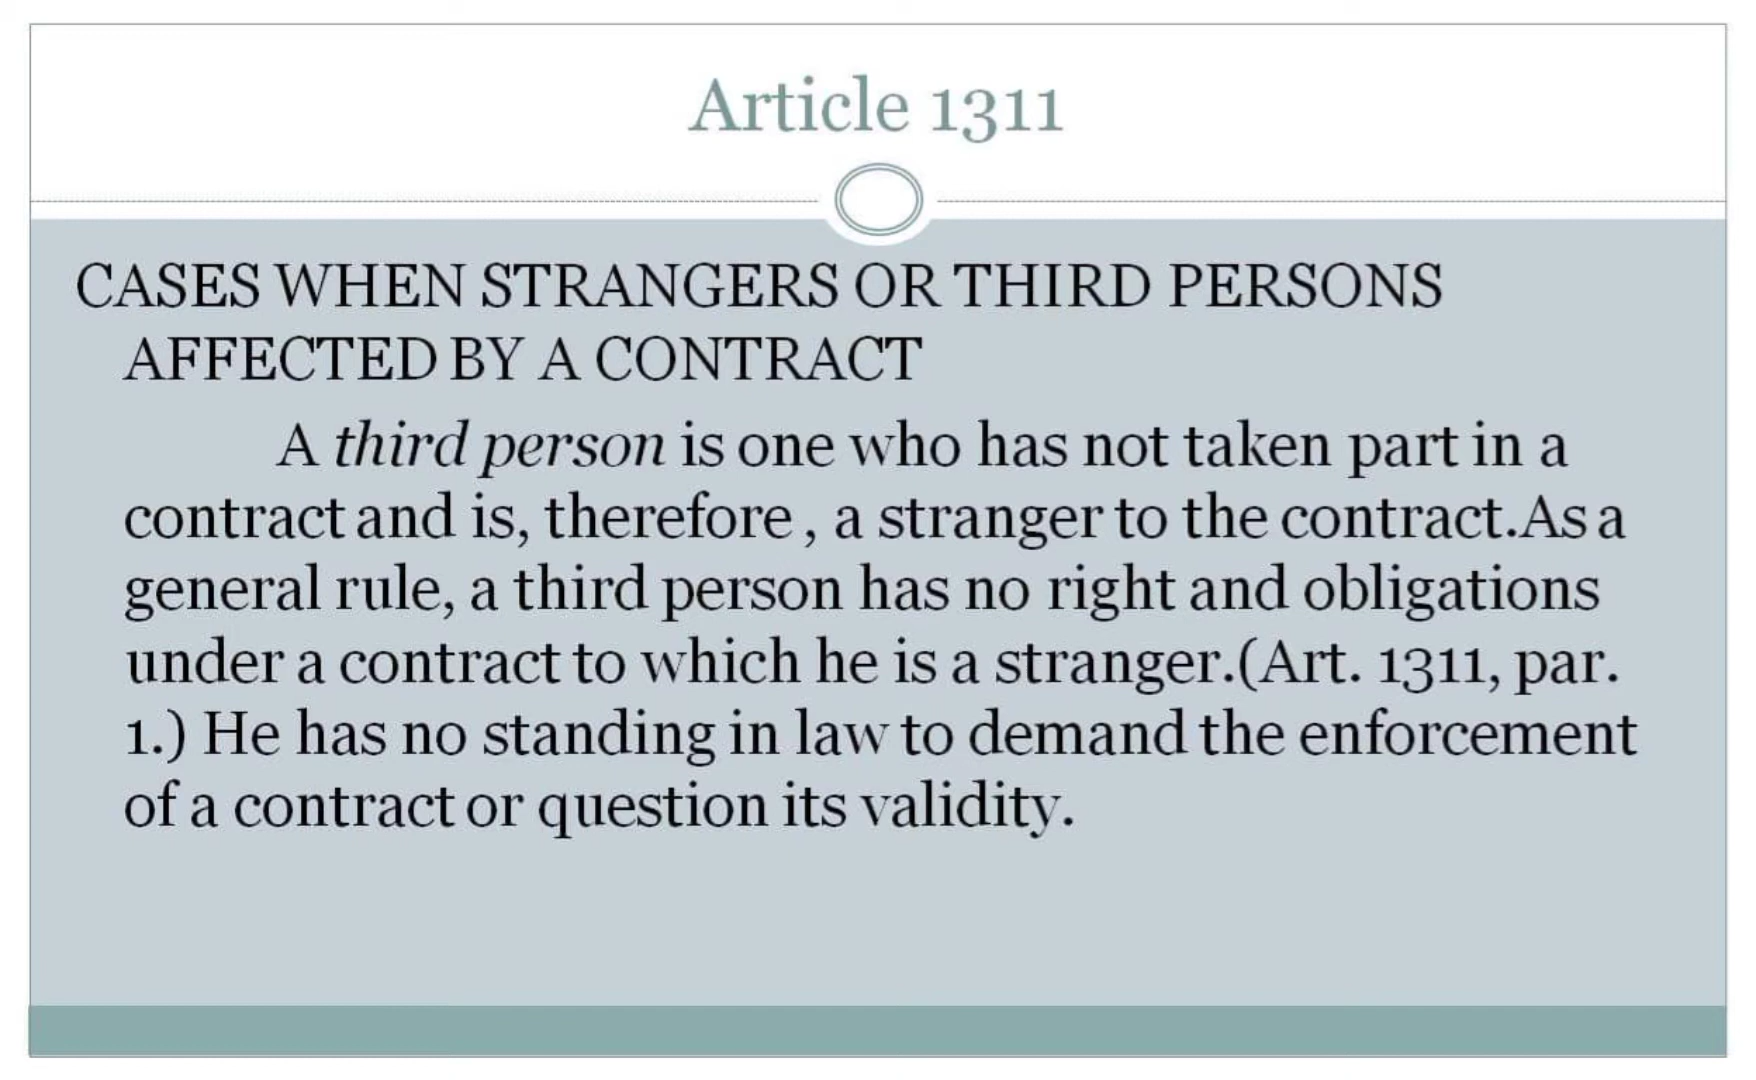 Article 1311
CASES WHEN STRANGERS OR THIRD PERSONS
AFFECTED BY A CONTRACT
A third person is one who has not taken part in a
contract and is, therefore , a stranger to the contract.As a
general rule, a third person has no right and obligations
under a contract to which he is a stranger.(Art. 1311, par.
1.) He has no standing in law to demand the enforcement
of a contract or question its validity.